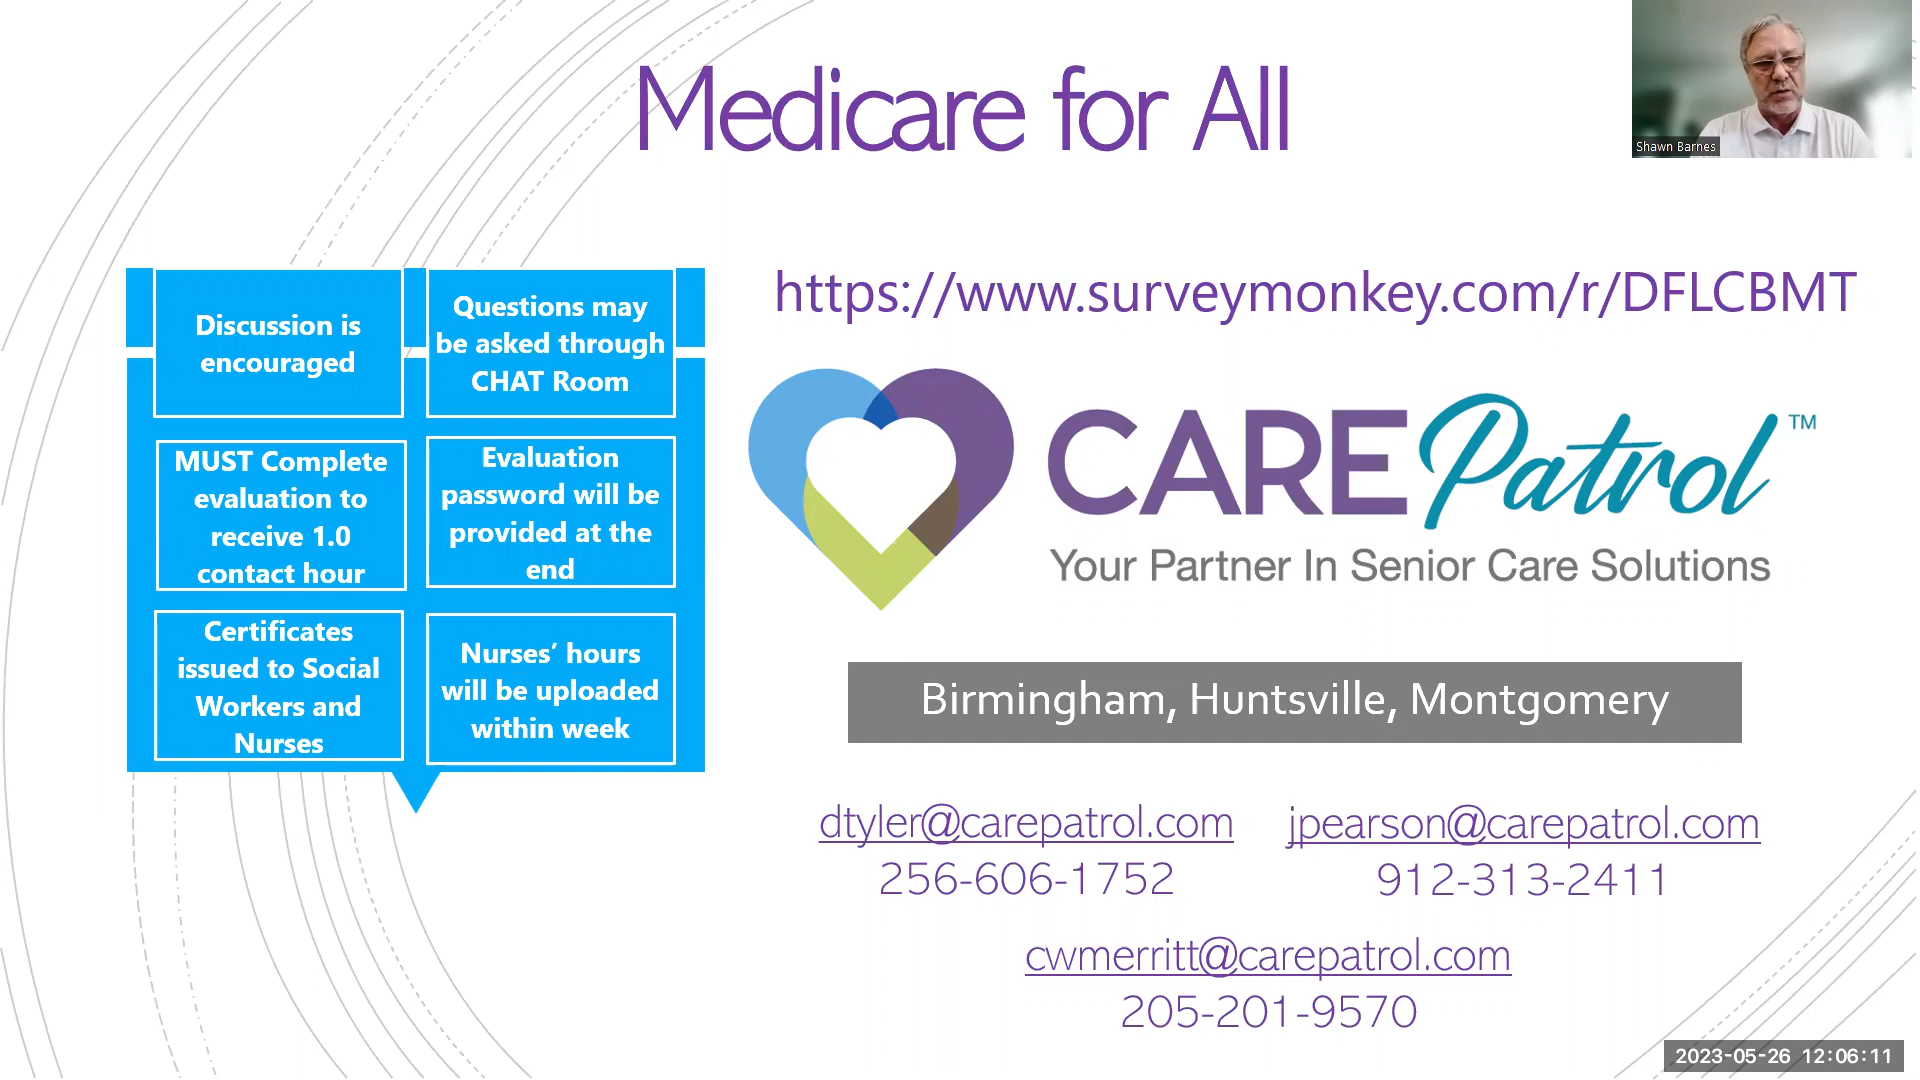 Medicare for All
Shawn Barnes
Discussion is
encouraged
Questions may
be asked through
CHAT Room
MUST Complete
evaluation to
receive 1.0
contact hour
Evaluation
password will be
provided at the
end
Certificates
issued to Social
Workers and
Nurses
Nurses’ hours
will be uploaded
within week
https://www.surveymonkey.com/r/DFLCBMT
CARE Patrol™
Your Partner In Senior Care Solutions
Birmingham, Huntsville, Montgomery
dtyler@carepatrol.com
256-606-1752
jpearson@carepatrol.com
912-313-2411
cwmerritt@carepatrol.com
205-201-9570
2023-05-26 12:06:11